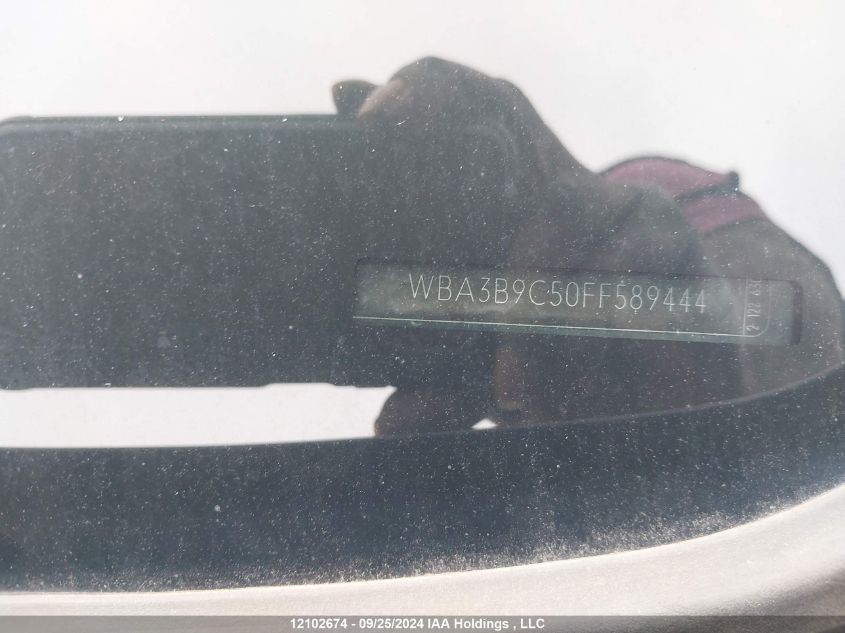 WBA3B9C50FF589444
12102674 - 09/25/2024 IAA Holdings , LLC